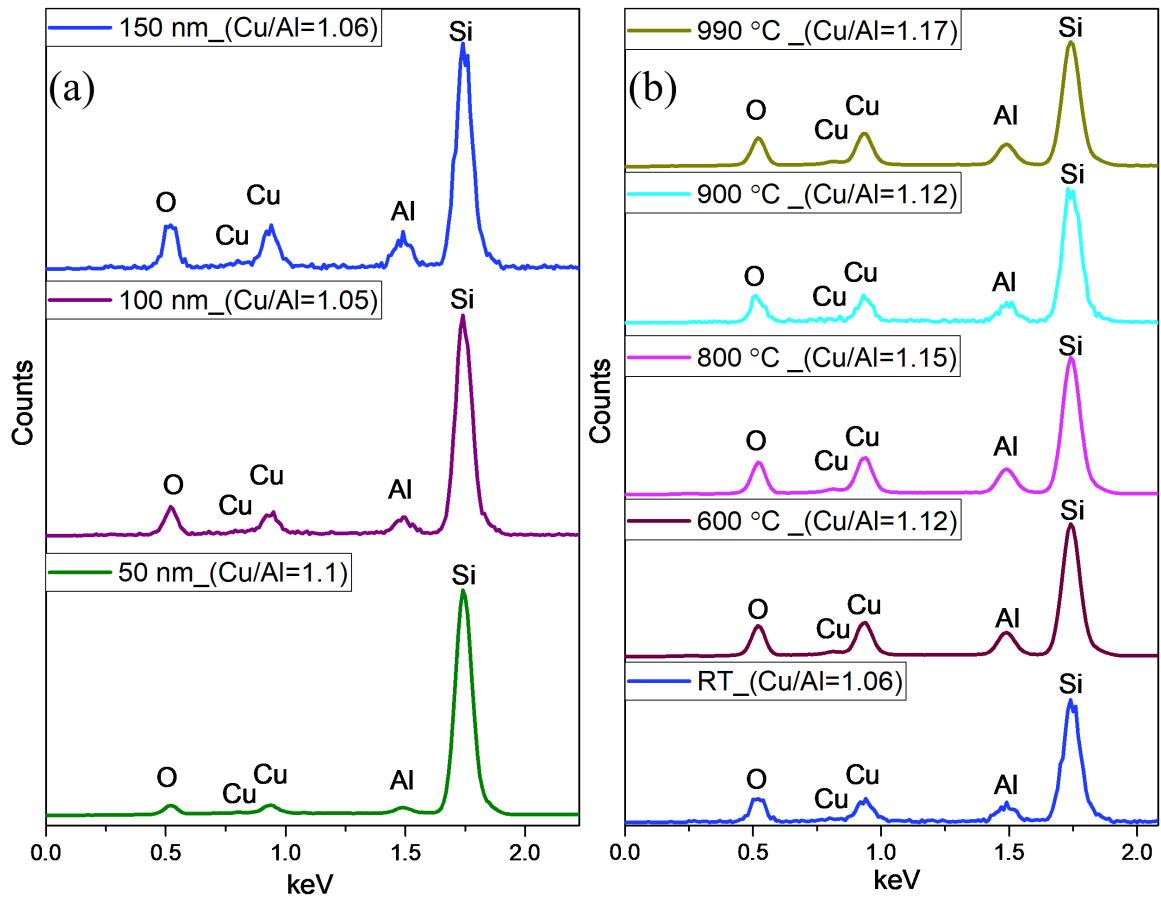 (a)
150 nm_(Cu/Al=1.06)
O
Cu
Cu
Al
Si
100 nm_(Cu/Al=1.05)
O
Cu
Cu
Al
Si
50 nm_(Cu/Al=1.1)
O
Cu
Cu
Al
Si
Counts
0.0 0.5 1.0 1.5 2.0
keV
(b)
990 °C _(Cu/Al=1.17)
O
Cu
Cu
Al
Si
900 °C _(Cu/Al=1.12)
O
Cu
Cu
Al
Si
800 °C _(Cu/Al=1.15)
O
Cu
Cu
Al
Si
600 °C _(Cu/Al=1.12)
O
Cu
Cu
Al
Si
RT_(Cu/Al=1.06)
O
Cu
Cu
Al
Si
Counts
0.0 0.5 1.0 1.5 2.0
keV